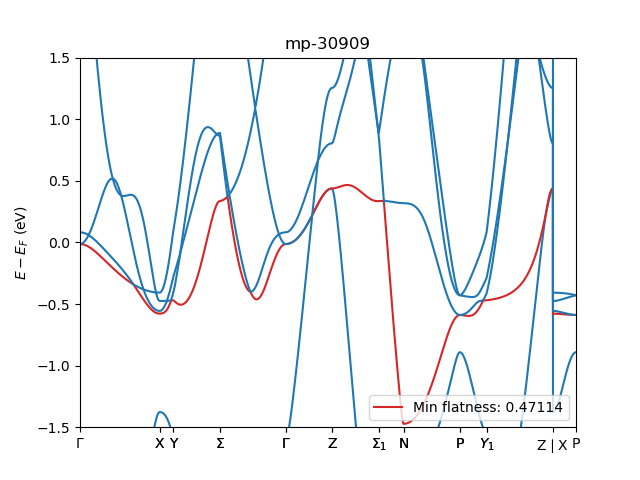 mp-30909
E − E_F (eV)
1.5
1.0
0.5
0.0
−0.5
−1.0
−1.5
Min flatness: 0.47114
Γ X Y Σ Γ Z Σ₁ N P Y₁ Z | X P